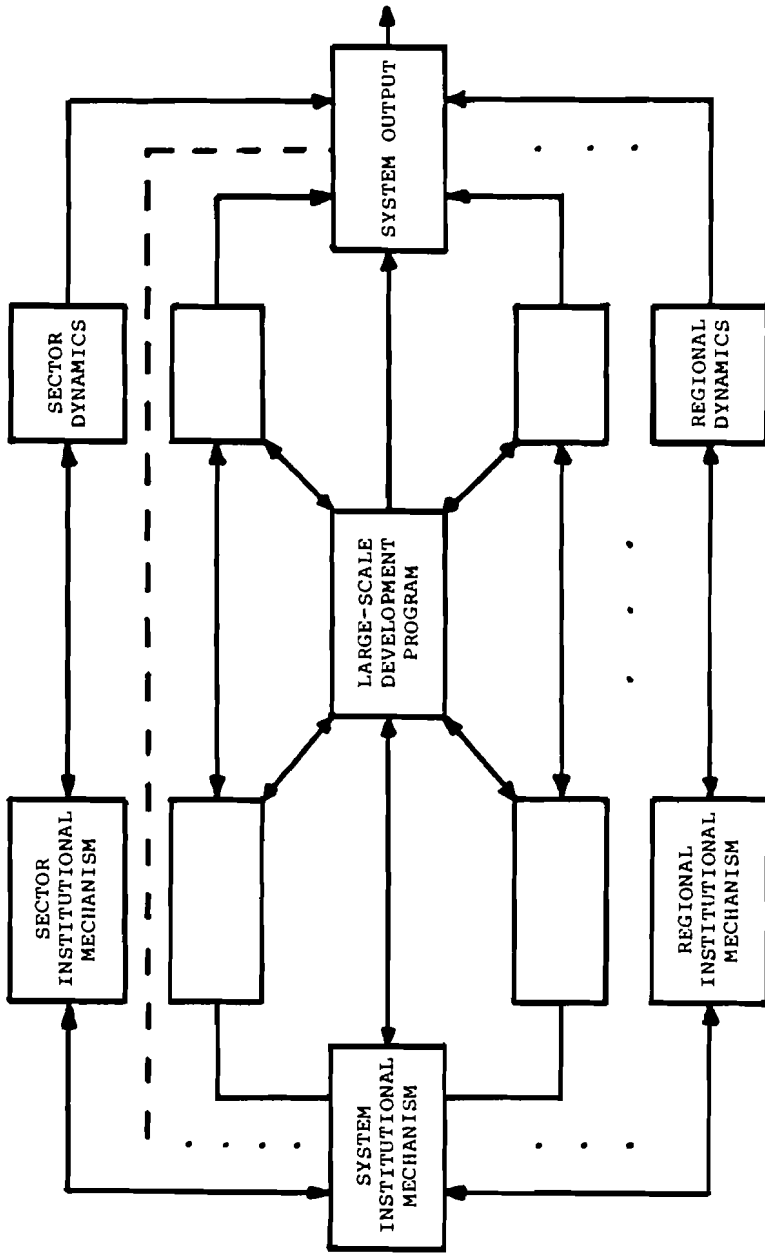 SECTOR
INSTITUTIONAL
MECHANISM
SECTOR
DYNAMICS
SYSTEM
INSTITUTIONAL
MECHANISM
LARGE-SCALE
DEVELOPMENT
PROGRAM
SYSTEM OUTPUT
REGIONAL
INSTITUTIONAL
MECHANISM
REGIONAL
DYNAMICS